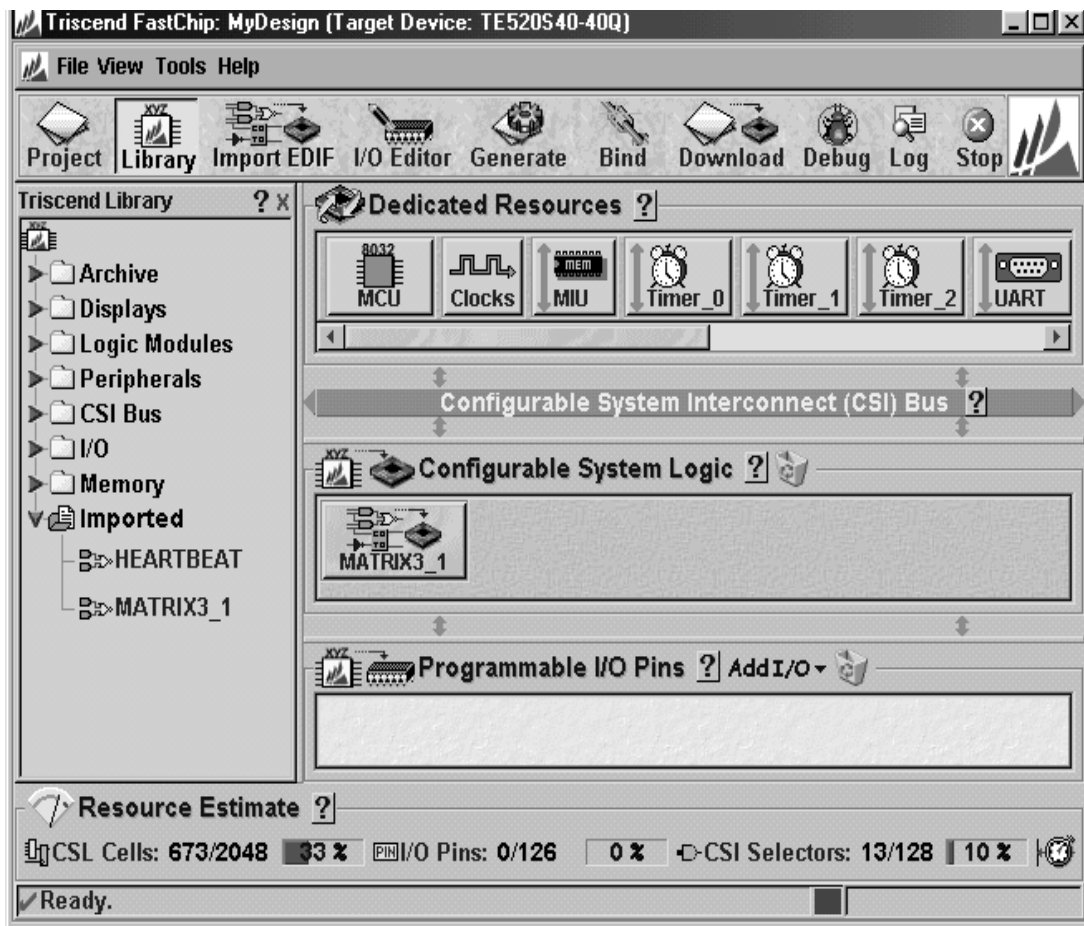 Triscend FastChip: MyDesign (Target Device: TE520S40-40Q)
File View Tools Help
Project Library Import EDIF I/O Editor Generate Bind Download Debug Log Stop
Triscend Library ? x
Archive
Displays
Logic Modules
Peripherals
CSI Bus
I/O
Memory
Imported
HEARTBEAT
MATRIX3_1
Dedicated Resources ?
8032 MCU Clocks mem MIU Timer_0 Timer_1 Timer_2 UART
Configurable System Interconnect (CSI) Bus ?
XYZ Configurable System Logic ?
MATRIX3_1
XYZ Programmable I/O Pins ? Add I/O
Resource Estimate ?
CSL Cells: 673/2048 33 % PIN I/O Pins: 0/126 0 % CSI Selectors: 13/128 10 %
Ready.